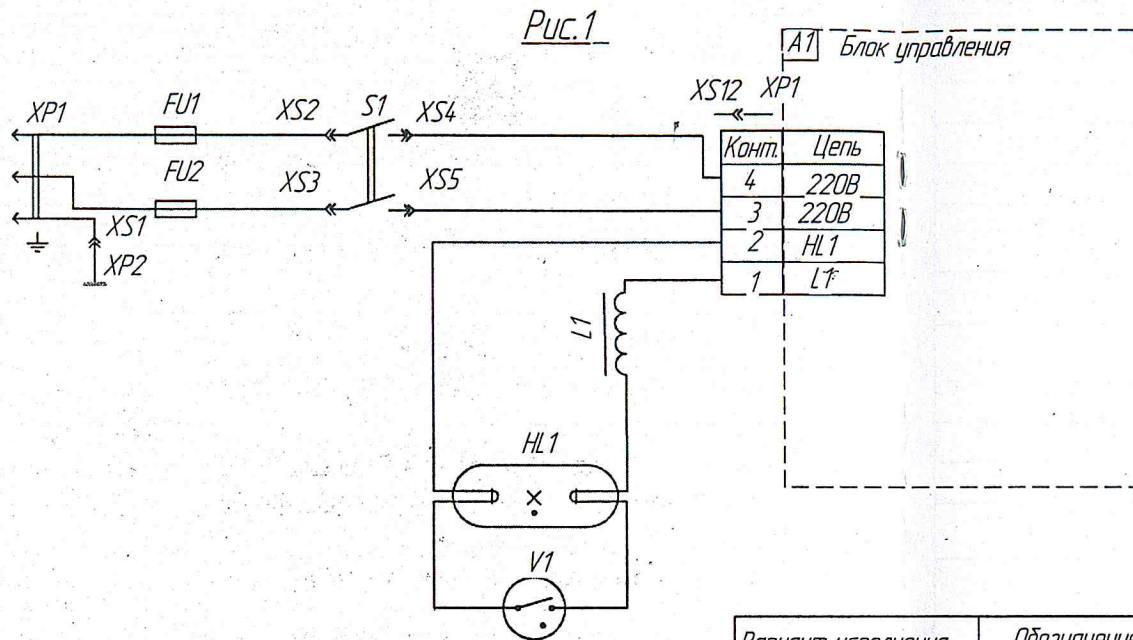 Рис.1
A1 Блок управления
XS12 XP1
XP1 FU1 XS2 S1 XS4
Конт. Цепь
4 220В
FU2 XS3 XS5
3 220В
XS1
2 HL1
XP2
1 L1
L1
HL1
V1
Вариант исполнения